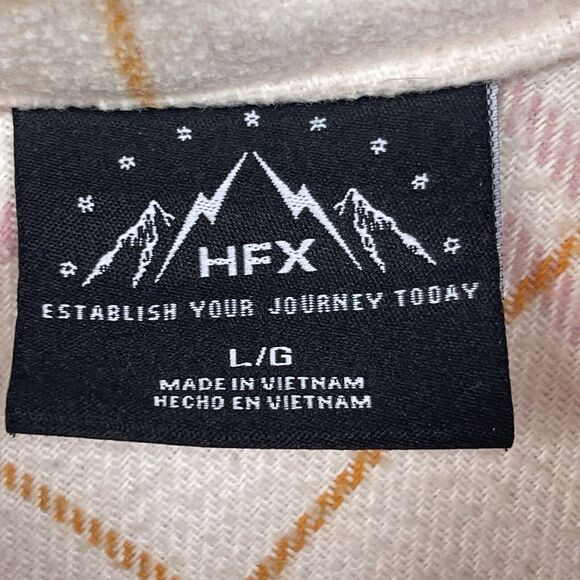 HFX
ESTABLISH YOUR JOURNEY TODAY
L/G
MADE IN VIETNAM
HECHO EN VIETNAM